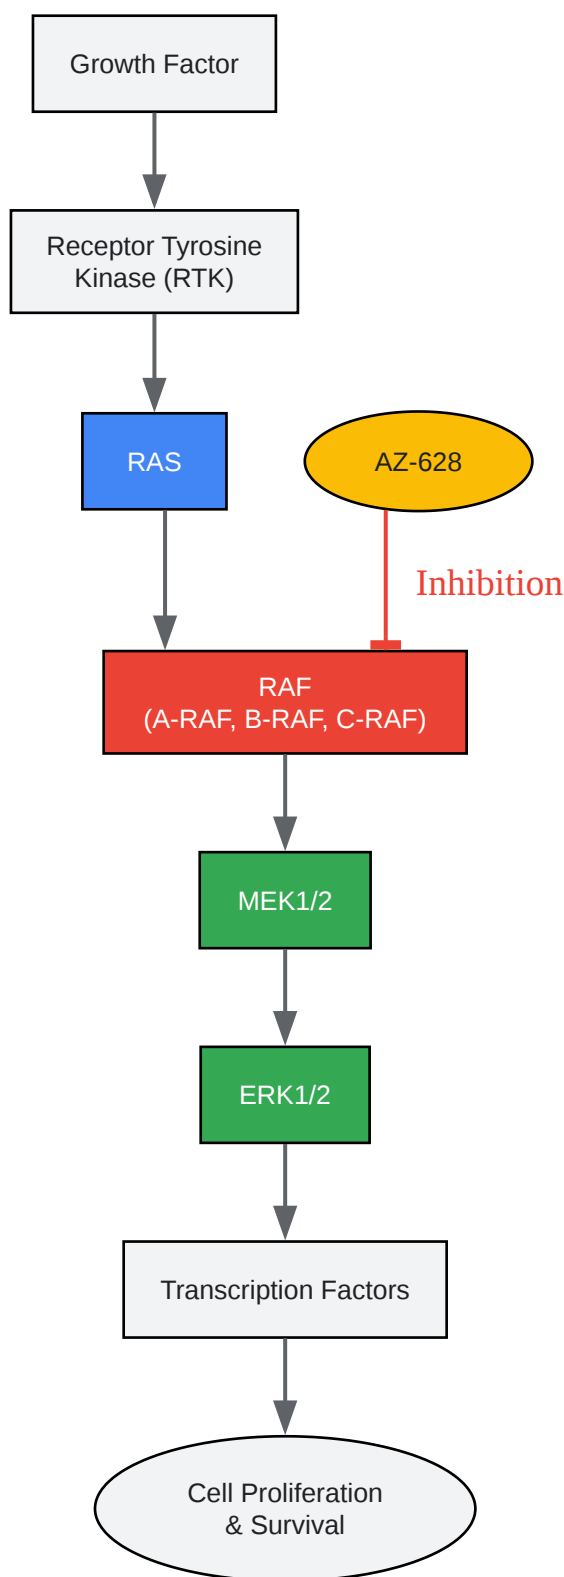 Growth Factor
Receptor Tyrosine
Kinase (RTK)
RAS
AZ-628
Inhibition
RAF
(A-RAF, B-RAF, C-RAF)
MEK1/2
ERK1/2
Transcription Factors
Cell Proliferation
& Survival